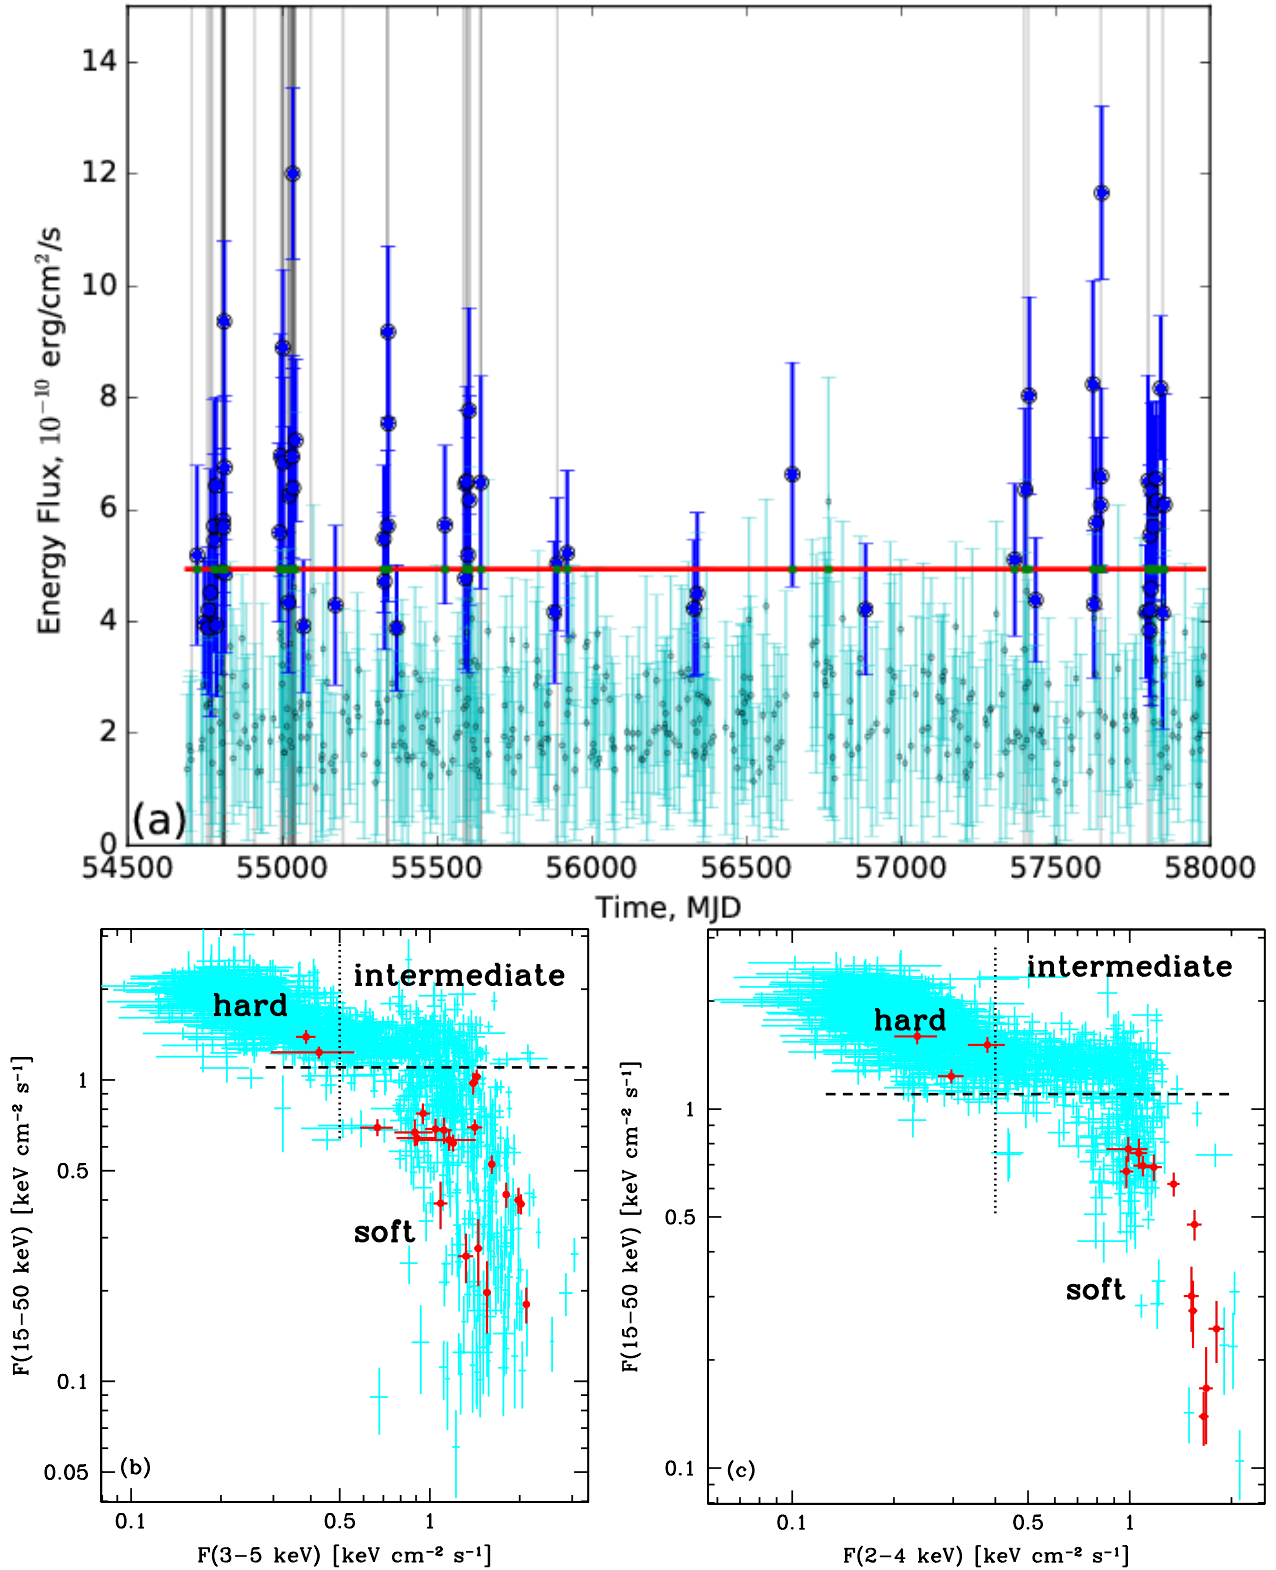 14
12
10
8
6
4
2
0
Energy Flux, 10⁻¹⁰ erg/cm²/s
(a)
54500 55000 55500 56000 56500 57000 57500 58000
Time, MJD
intermediate
hard
soft
(b)
1
0.5
0.1
0.05
F(15−50 keV) [keV cm⁻² s⁻¹]
0.1 0.5 1
F(3−5 keV) [keV cm⁻² s⁻¹]
intermediate
hard
soft
(c)
1
0.5
0.1
F(15−50 keV) [keV cm⁻² s⁻¹]
0.1 0.5 1
F(2−4 keV) [keV cm⁻² s⁻¹]